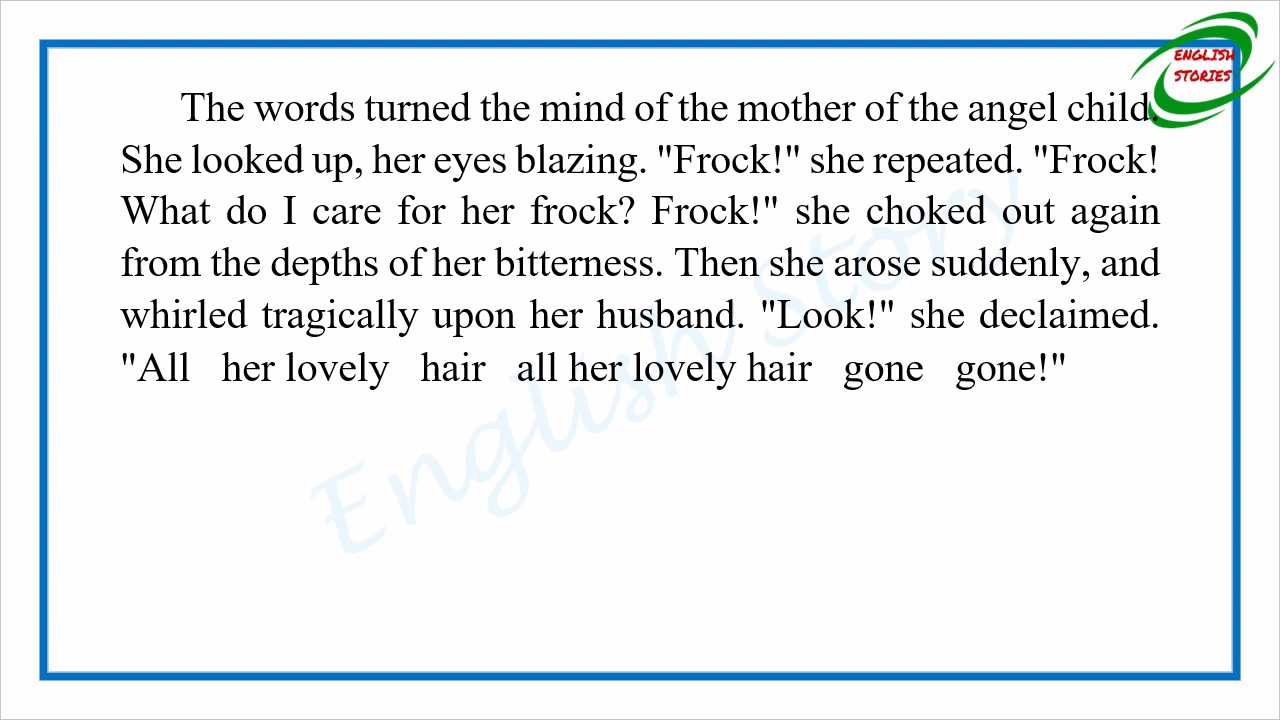 ENGLISH
STORIES
The words turned the mind of the mother of the angel child.
She looked up, her eyes blazing. "Frock!" she repeated. "Frock!
What do I care for her frock? Frock!" she choked out again
from the depths of her bitterness. Then she arose suddenly, and
whirled tragically upon her husband. "Look!" she declaimed.
"All her lovely hair all her lovely hair gone gone!"
English Story